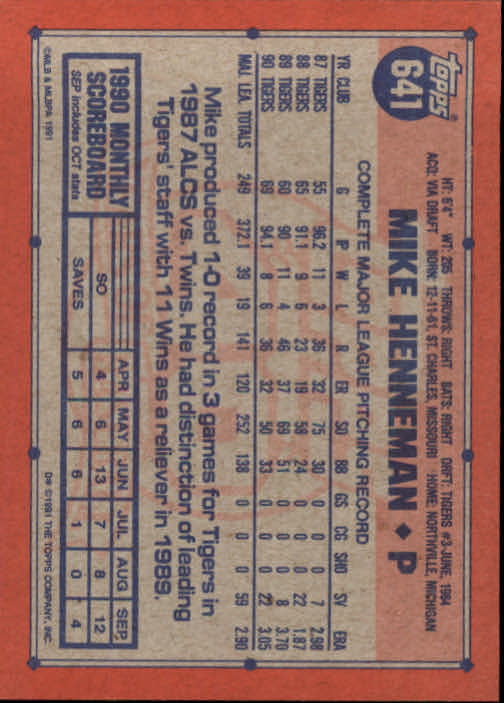 topps
641
HT: 6'4" WT: 205 THROWS: RIGHT BATS: RIGHT DRFT: TIGERS #3-JUNE, 1984
ACQ: VIA DRAFT BORN: 12-11-61, ST. CHARLES, MISSOURI HOME: NORTHVILLE, MICHIGAN
MIKE HENNEMAN ♦ P
COMPLETE MAJOR LEAGUE PITCHING RECORD
YR CLUB G IP W L R ER SO BB GS CG SHO SV ERA
87 TIGERS 55 96.2 11 3 36 32 75 30 0 0 0 7 2.98
88 TIGERS 65 91.1 9 6 23 19 58 24 0 0 0 22 1.87
89 TIGERS 60 90 11 4 46 37 69 51 0 0 0 8 3.70
90 TIGERS 69 94.1 8 6 36 32 50 33 0 0 0 22 3.05
MAJ. LEA. TOTALS 249 372.1 39 19 141 120 252 138 0 0 0 59 2.90
Mike produced 1-0 record in 3 games for Tigers in
1987 ALCS vs. Twins. He had distinction of leading
Tigers' staff with 11 Wins as a reliever in 1989.
1990 MONTHLY
SCOREBOARD
SEP includes OCT stats
APR MAY JUN JUL AUG SEP
SO 4 6 13 7 8 12
SAVES 5 6 6 1 0 4
©MLB & MLBPA 1991
D* ©1991 THE TOPPS COMPANY, INC.